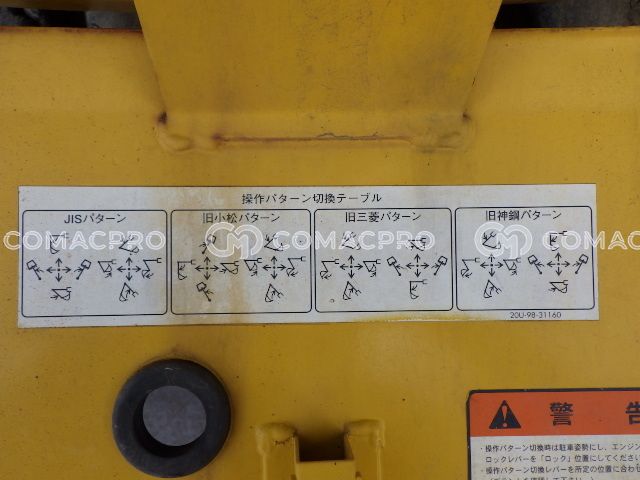 操作パターン切換テーブル
JISパターン
旧小松パターン
旧三菱パターン
旧神鋼パターン
COMACPRO
COMACPRO
COMACPRO
20U-98-31160
警告
・操作パターン切換時は駐車姿勢にし、エンジン
ロックレバーを「ロック」位置にしてくださ
・操作パターン切換レバーを所定の位置に合わ